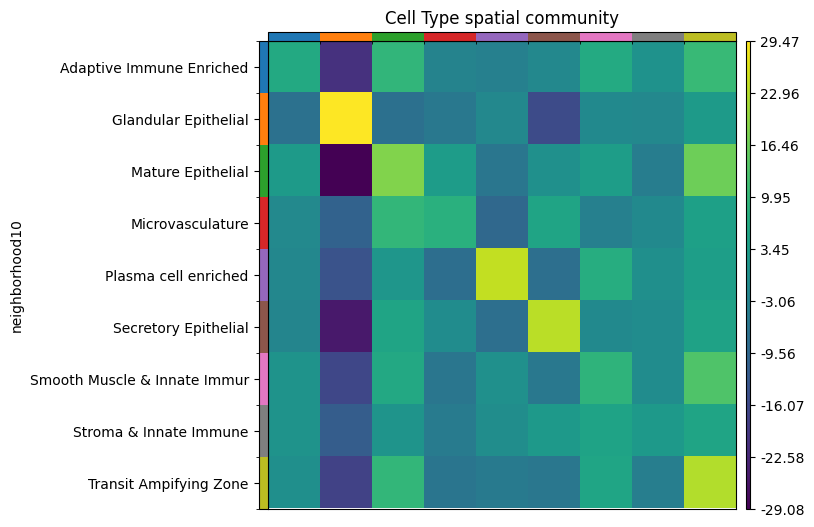 Cell Type spatial community
neighborhood10
Adaptive Immune Enriched
Glandular Epithelial
Mature Epithelial
Microvasculature
Plasma cell enriched
Secretory Epithelial
Smooth Muscle & Innate Immur
Stroma & Innate Immune
Transit Ampifying Zone
29.47
22.96
16.46
9.95
3.45
-3.06
-9.56
-16.07
-22.58
-29.08